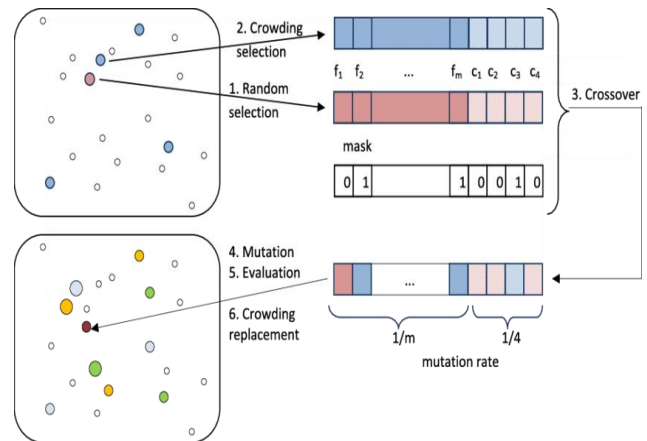 2. Crowding
selection
1. Random
selection
f1 f2 ... fm c1 c2 c3 c4
3. Crossover
mask
0 1 1 0 0 1 0
4. Mutation
5. Evaluation
6. Crowding
replacement
...
1/m 1/4
mutation rate